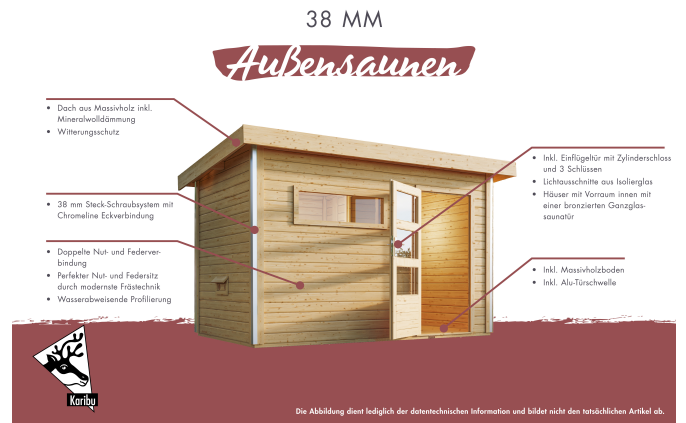 38 MM
Außensaunen
• Dach aus Massivholz inkl.
Mineralwolldämmung
• Witterungsschutz
• 38 mm Steck-Schraubsystem mit
Chromeline Eckverbindung
• Doppelte Nut- und Federver-
bindung
• Perfekter Nut- und Federsitz
durch modernste Frästechnik
• Wasserabweisende Profilierung
• Inkl. Einflügeltür mit Zylinderschloss
und 3 Schlüssen
• Lichtausschnitte aus Isolierglas
• Häuser mit Vorraum innen mit
einer bronzierten Ganzglas-
saunatür
• Inkl. Massivholzboden
• Inkl. Alu-Türschwelle
Karibu
Die Abbildung dient lediglich der datentechnischen Information und bildet nicht den tatsächlichen Artikel ab.